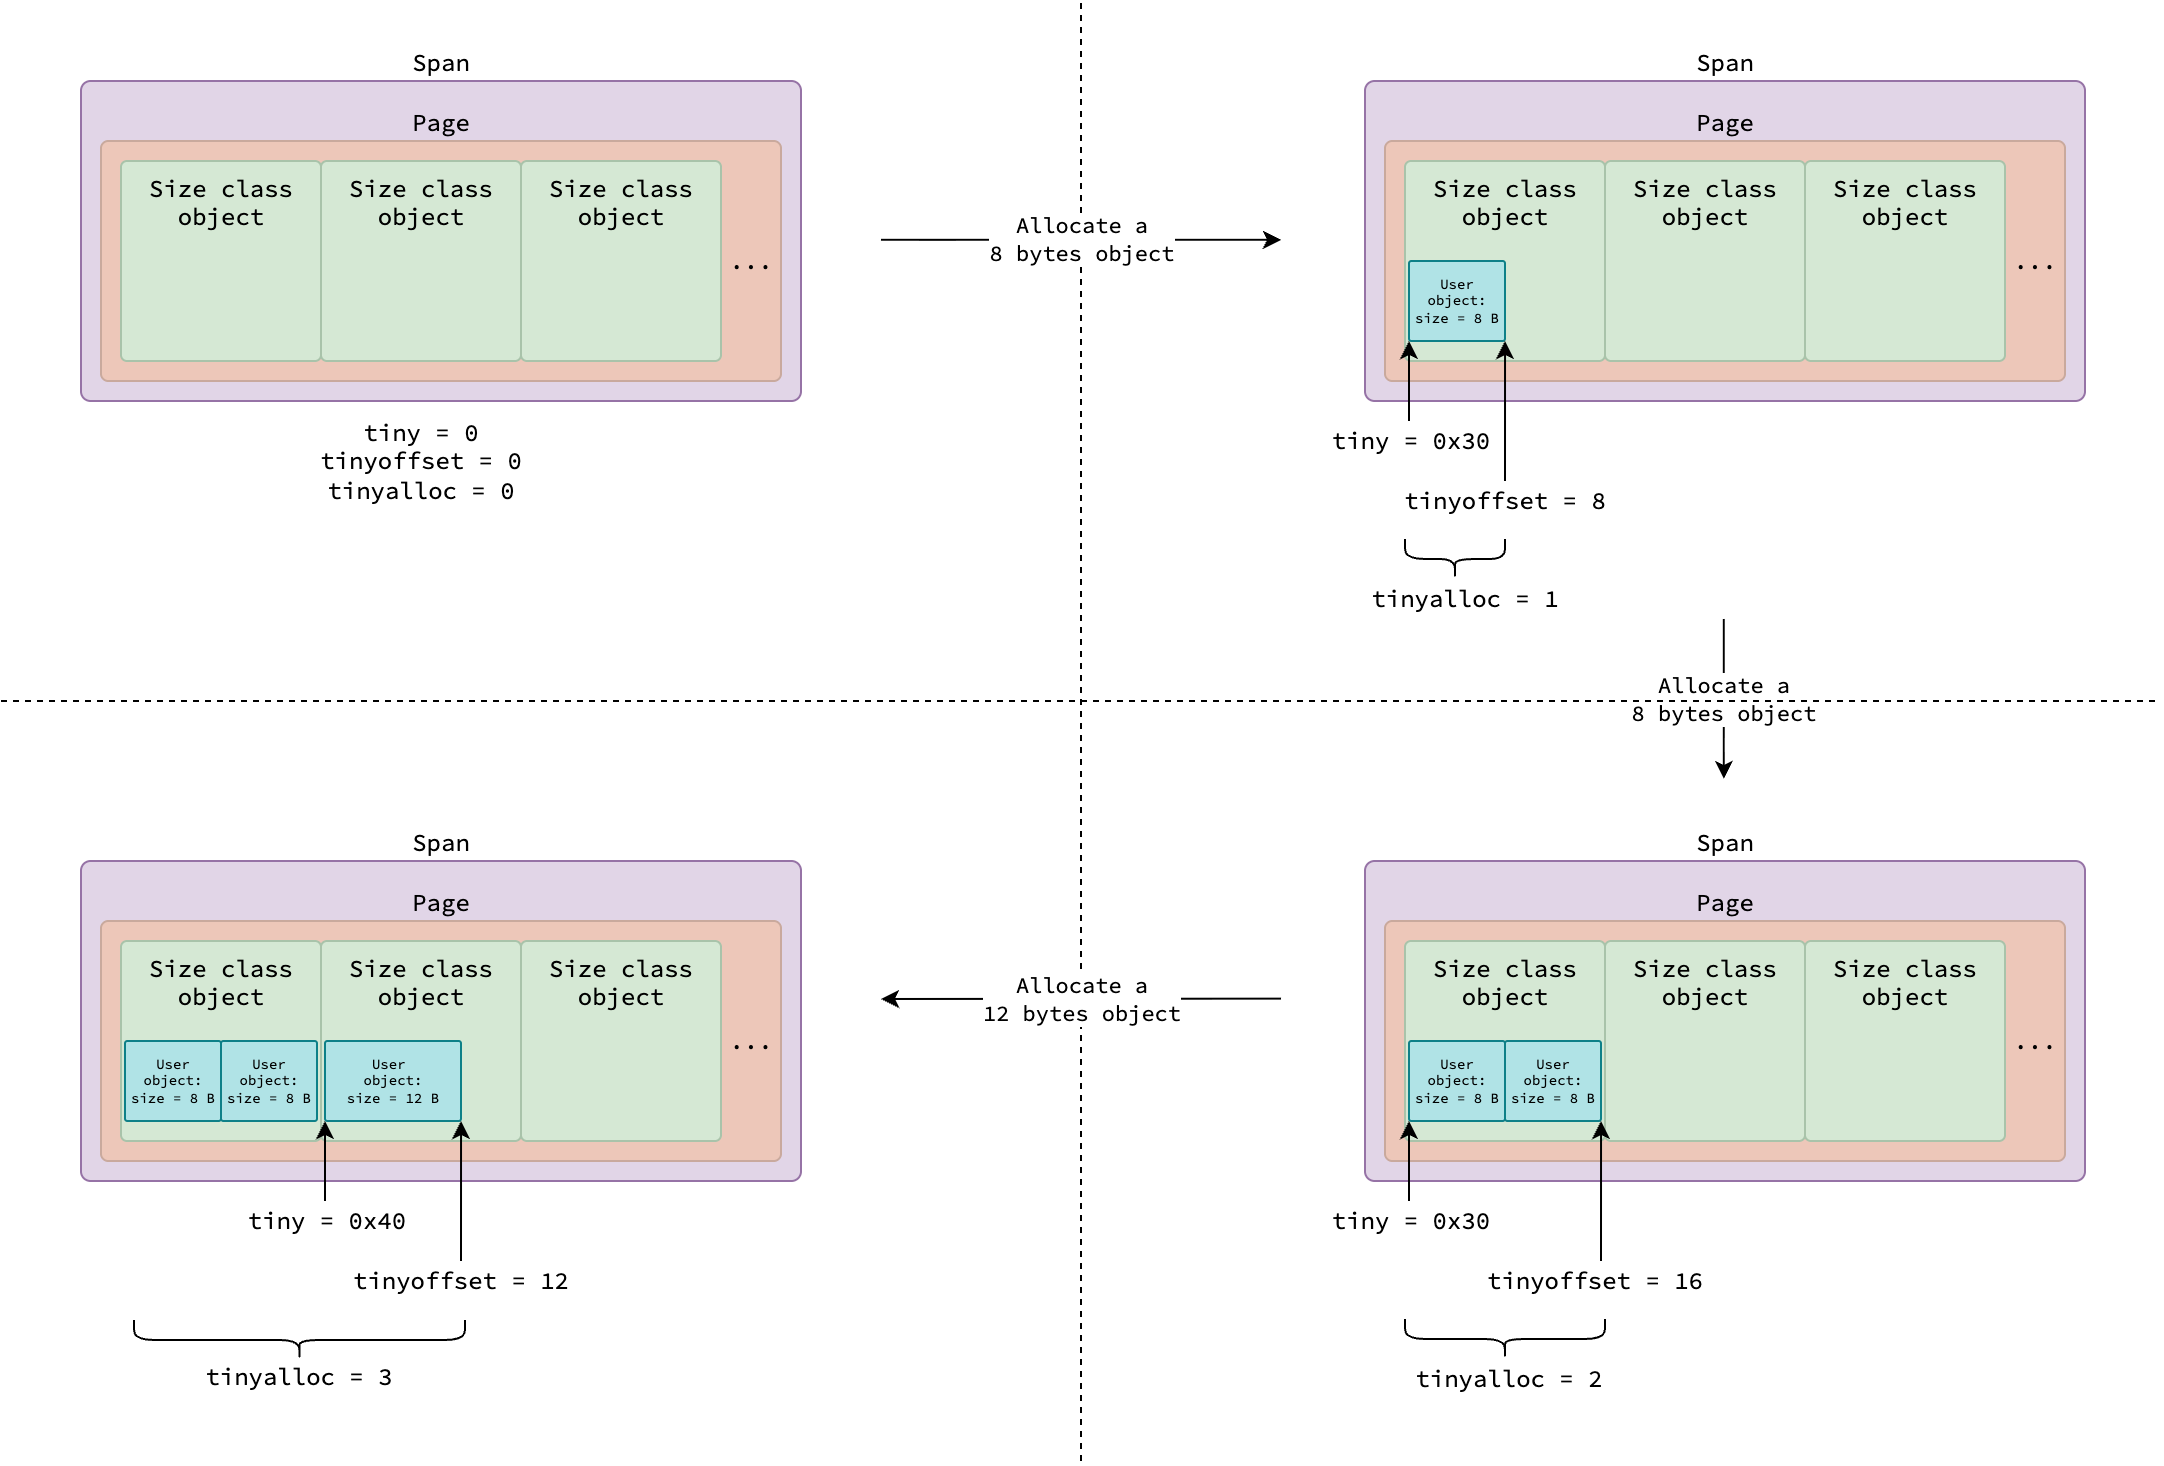 Span
Page
Size class
object
Size class
object
Size class
object
...
tiny = 0
tinyoffset = 0
tinyalloc = 0
Allocate a
8 bytes object
Span
Page
Size class
object
Size class
object
Size class
object
...
User
object:
size = 8 B
tiny = 0x30
tinyoffset = 8
tinyalloc = 1
Allocate a
8 bytes object
Span
Page
Size class
object
Size class
object
Size class
object
...
User
object:
size = 8 B
User
object:
size = 8 B
tiny = 0x30
tinyoffset = 16
tinyalloc = 2
Allocate a
12 bytes object
Span
Page
Size class
object
Size class
object
Size class
object
...
User
object:
size = 8 B
User
object:
size = 8 B
User
object:
size = 12 B
tiny = 0x40
tinyoffset = 12
tinyalloc = 3